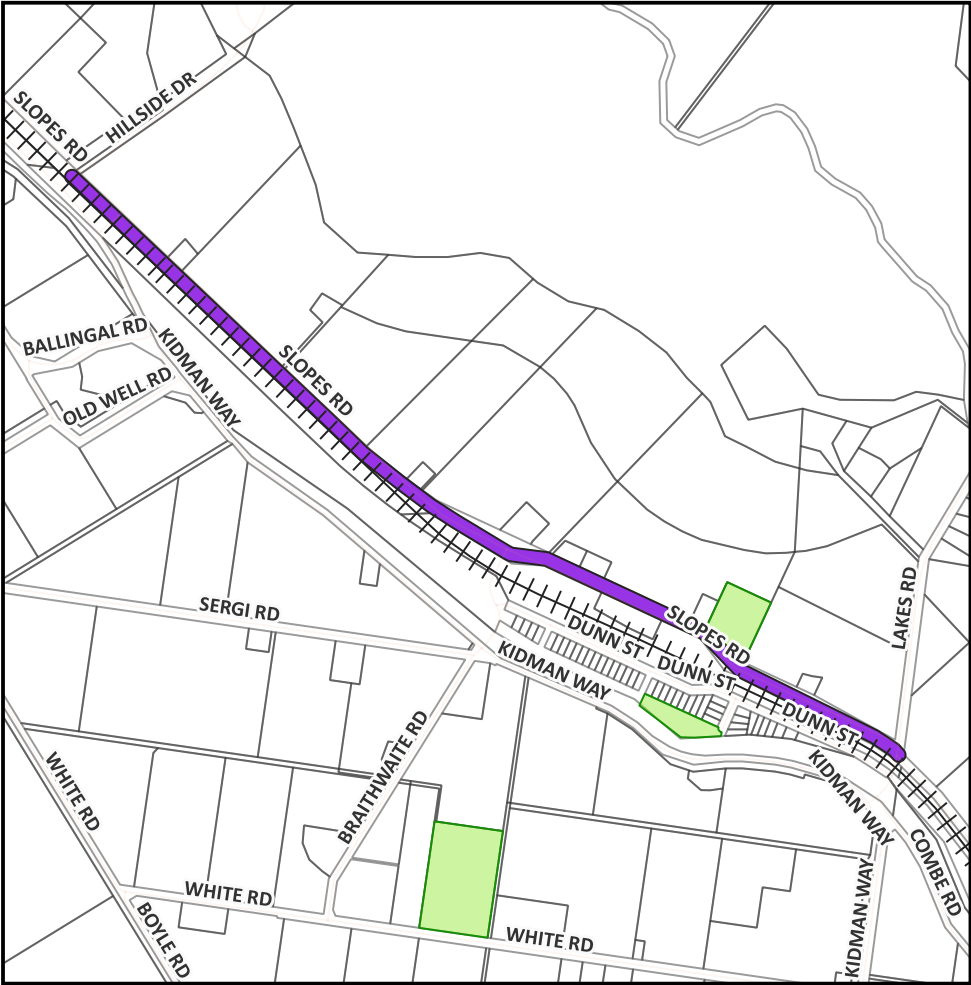 SLOPES RD
HILLSIDE DR
BALLINGAL RD
OLD WELL RD
KIDMAN WAY
SLOPES RD
SERGI RD
LAKES RD
SLOPES RD
DUNN ST
DUNN ST
KIDMAN WAY
DUNN ST
BRAITHWAITE RD
WHITE RD
KIDMAN WAY
COMBE RD
KIDMAN WAY
WHITE RD
BOYLE RD
WHITE RD